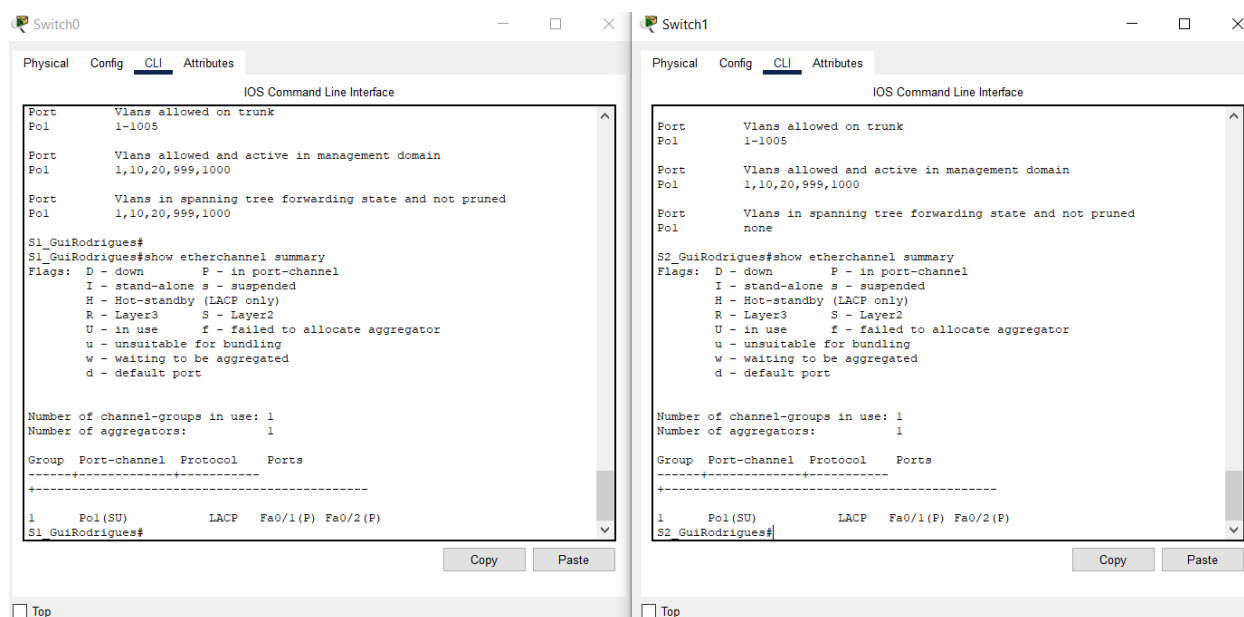 Switch0
Physical Config CLI Attributes
IOS Command Line Interface
Port Vlans allowed on trunk
Po1 1-1005
Port Vlans allowed and active in management domain
Po1 1,10,20,999,1000
Port Vlans in spanning tree forwarding state and not pruned
Po1 1,10,20,999,1000
S1_GuiRodrigues#
S1_GuiRodrigues#show etherchannel summary
Flags: D - down P - in port-channel
I - stand-alone s - suspended
H - Hot-standby (LACP only)
R - Layer3 S - Layer2
U - in use f - failed to allocate aggregator
u - unsuitable for bundling
w - waiting to be aggregated
d - default port
Number of channel-groups in use: 1
Number of aggregators: 1
Group Port-channel Protocol Ports
------+-------------+-----------
+----------------------------------------------
1 Po1(SU) LACP Fa0/1(P) Fa0/2(P)
S1_GuiRodrigues#
Copy Paste
Top
Switch1
Physical Config CLI Attributes
IOS Command Line Interface
Port Vlans allowed on trunk
Po1 1-1005
Port Vlans allowed and active in management domain
Po1 1,10,20,999,1000
Port Vlans in spanning tree forwarding state and not pruned
Po1 none
S2_GuiRodrigues#show etherchannel summary
Flags: D - down P - in port-channel
I - stand-alone s - suspended
H - Hot-standby (LACP only)
R - Layer3 S - Layer2
U - in use f - failed to allocate aggregator
u - unsuitable for bundling
w - waiting to be aggregated
d - default port
Number of channel-groups in use: 1
Number of aggregators: 1
Group Port-channel Protocol Ports
------+-------------+-----------
+----------------------------------------------
1 Po1(SU) LACP Fa0/1(P) Fa0/2(P)
S2_GuiRodrigues#
Copy Paste
Top